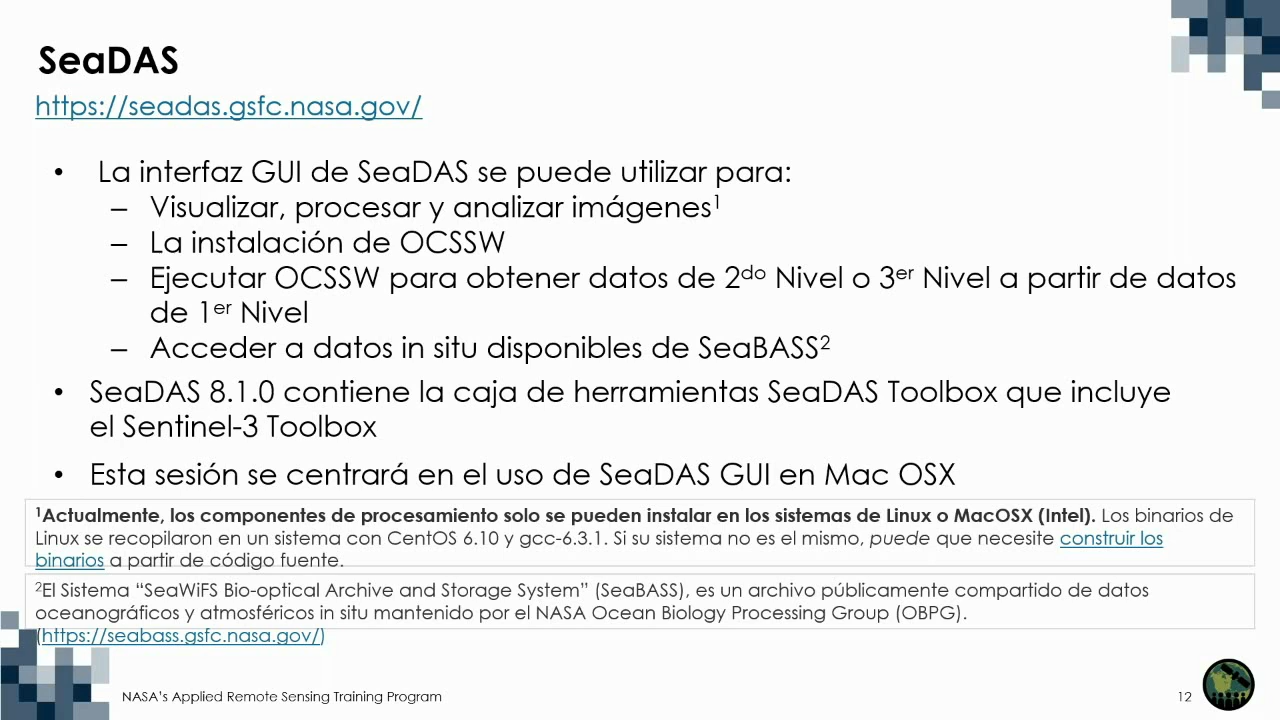 SeaDAS
https://seadas.gsfc.nasa.gov/
• La interfaz GUI de SeaDAS se puede utilizar para:
– Visualizar, procesar y analizar imágenes¹
– La instalación de OCSSW
– Ejecutar OCSSW para obtener datos de 2do Nivel o 3er Nivel a partir de datos
de 1er Nivel
– Acceder a datos in situ disponibles de SeaBASS²
• SeaDAS 8.1.0 contiene la caja de herramientas SeaDAS Toolbox que incluye
el Sentinel-3 Toolbox
• Esta sesión se centrará en el uso de SeaDAS GUI en Mac OSX
¹Actualmente, los componentes de procesamiento solo se pueden instalar en los sistemas de Linux o MacOSX (Intel). Los binarios de
Linux se recopilaron en un sistema con CentOS 6.10 y gcc-6.3.1. Si su sistema no es el mismo, puede que necesite construir los
binarios a partir de código fuente.
²El Sistema “SeaWiFS Bio-optical Archive and Storage System” (SeaBASS), es un archivo públicamente compartido de datos
oceanográficos y atmosféricos in situ mantenido por el NASA Ocean Biology Processing Group (OBPG).
(https://seabass.gsfc.nasa.gov/)
NASA’s Applied Remote Sensing Training Program
12